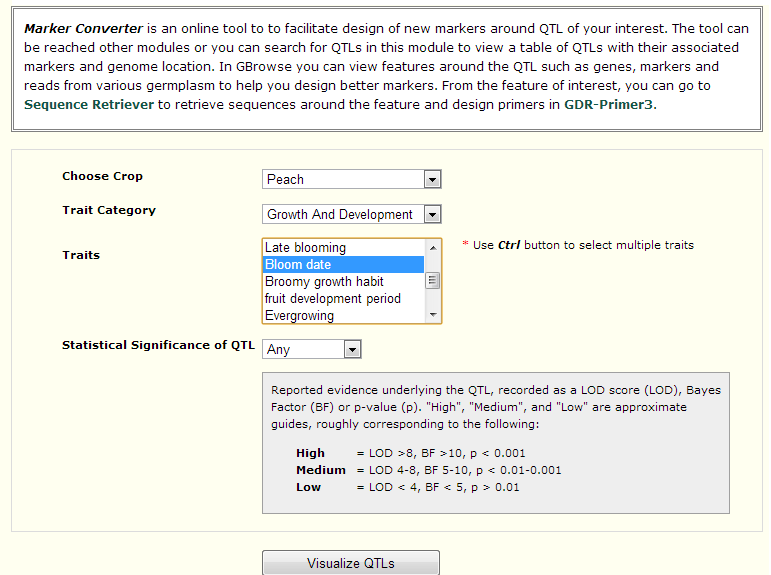 Marker Converter is an online tool to to facilitate design of new markers around QTL of your interest. The tool can
be reached other modules or you can search for QTLs in this module to view a table of QTLs with their associated
markers and genome location. In GBrowse you can view features around the QTL such as genes, markers and
reads from various germplasm to help you design better markers. From the feature of interest, you can go to
Sequence Retriever to retrieve sequences around the feature and design primers in GDR-Primer3.
Choose Crop Peach
Trait Category Growth And Development
Traits
Late blooming
Bloom date
Broomy growth habit
fruit development period
Evergrowing
* Use Ctrl button to select multiple traits
Statistical Significance of QTL Any
Reported evidence underlying the QTL, recorded as a LOD score (LOD), Bayes
Factor (BF) or p-value (p). "High", "Medium", and "Low" are approximate
guides, roughly corresponding to the following:
High = LOD >8, BF >10, p < 0.001
Medium = LOD 4-8, BF 5-10, p < 0.01-0.001
Low = LOD < 4, BF < 5, p > 0.01
Visualize QTLs